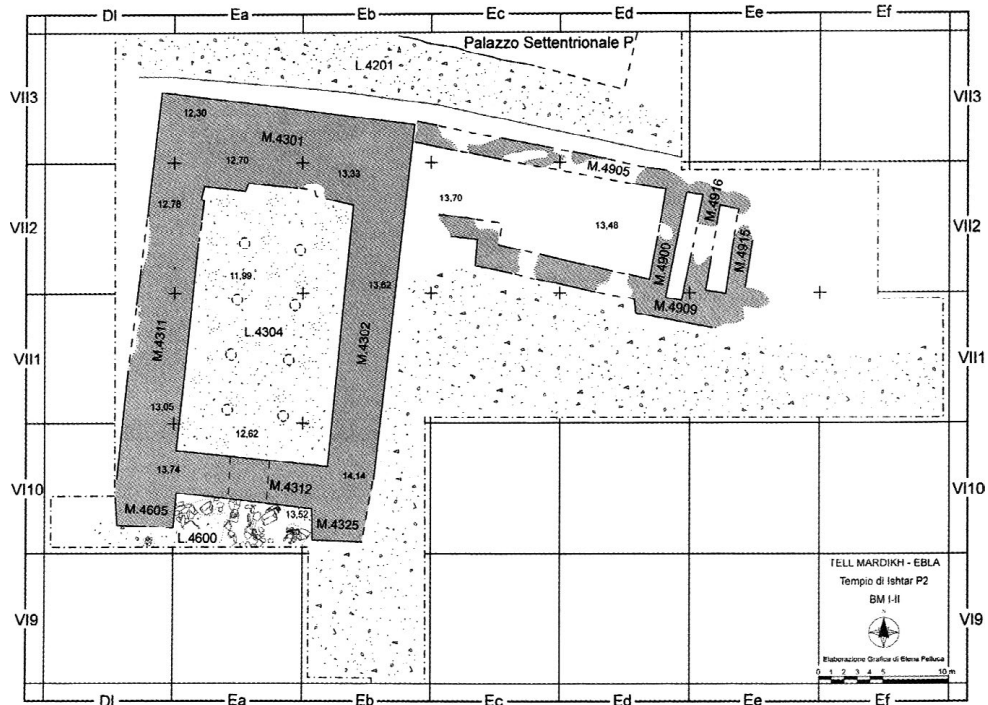 DI Ea Eb Ec Ed Ee Ef
Palazzo Settentrionale P
L.4201
VII3 VII3
12,30
M.4301
12,70
13,33
M.4905
M.4916
12,78
13,70
13,48
VII2 VII2
M.4915
M.4900
11,99
13,62
M.4909
L.4304
M.4311
M.4302
VII1 VII1
13,05
12,62
13,74
14,14
M.4312
VI10 VI10
M.4605
13,52
M.4325
L.4600
TELL MARDIKH - EBLA
Tempio di Ishtar P2
BM I-II
VI9 VI9
N
Elaborazione Grafica di Elena Pelluca
0 1 2 3 4 5 10 m
DI Ea Eb Ec Ed Ee Ef